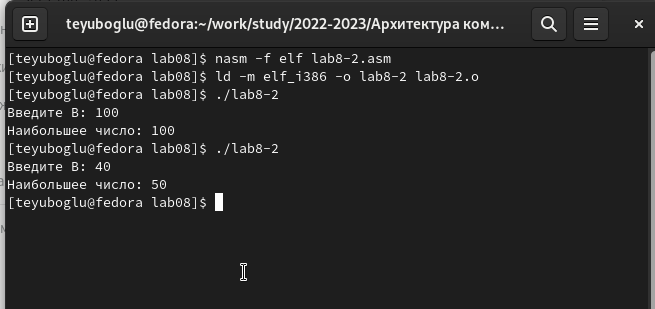 teyuboglu@fedora:~/work/study/2022-2023/Архитектура ком...
[teyuboglu@fedora lab08]$ nasm -f elf lab8-2.asm
[teyuboglu@fedora lab08]$ ld -m elf_i386 -o lab8-2 lab8-2.o
[teyuboglu@fedora lab08]$ ./lab8-2
Введите B: 100
Наибольшее число: 100
[teyuboglu@fedora lab08]$ ./lab8-2
Введите B: 40
Наибольшее число: 50
[teyuboglu@fedora lab08]$